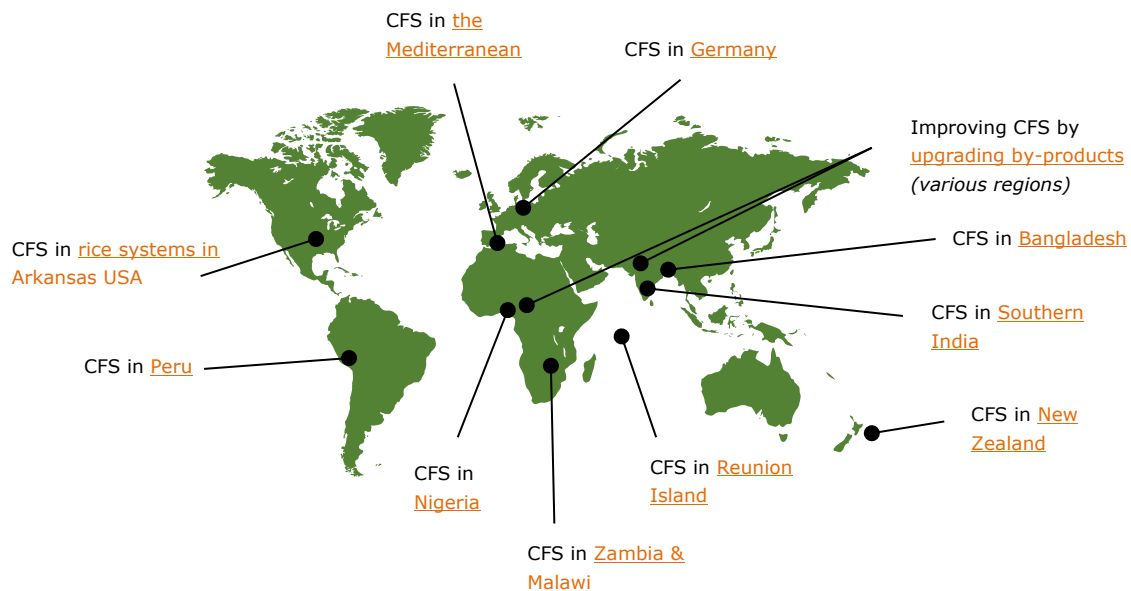 CFS in the
Mediterranean
CFS in Germany
Improving CFS by
upgrading by-products
(various regions)
CFS in rice systems in
Arkansas USA
CFS in Bangladesh
CFS in Southern
India
CFS in Peru
CFS in New
Zealand
CFS in
Nigeria
CFS in Reunion
Island
CFS in Zambia &
Malawi